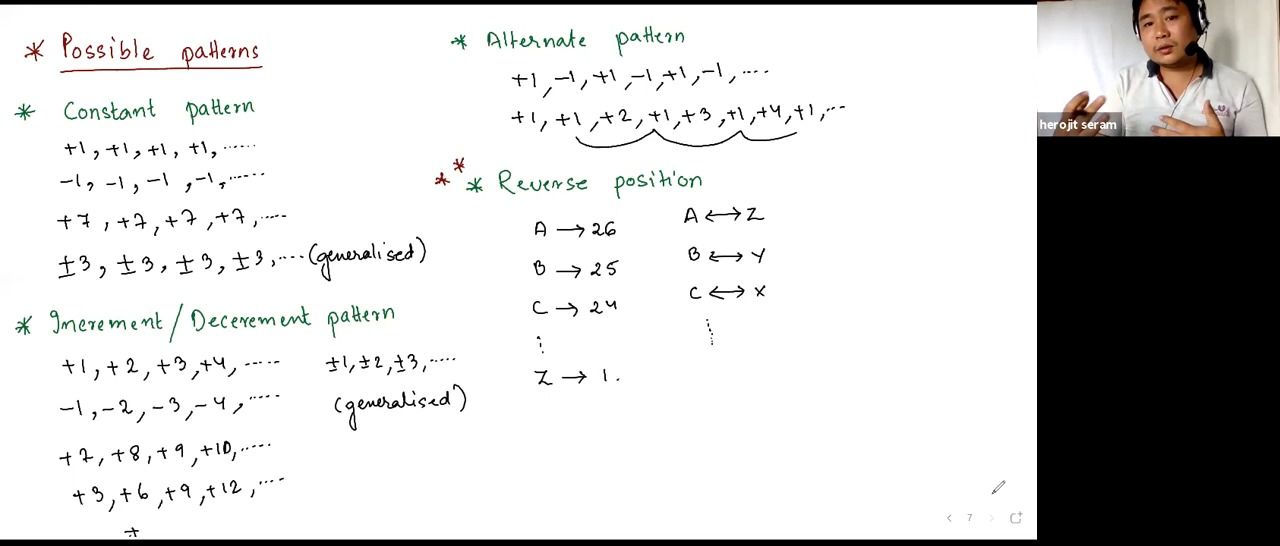 * Possible patterns
* Constant pattern
+1, +1, +1, +1, ......
-1, -1, -1, -1, ......
+7, +7, +7, +7, .....
±3, ±3, ±3, ±3, .... (generalised)
* Increment / Decerement pattern
+1, +2, +3, +4, ..... ±1, ±2, ±3, .....
-1, -2, -3, -4, ..... (generalised)
+7, +8, +9, +10, .....
+3, +6, +9, +12, ....
+
* Alternate pattern
+1, -1, +1, -1, +1, -1, ....
+1, +1, +2, +1, +3, +1, +4, +1, ...
* * * Reverse position
A → 26 A ↔ Z
B → 25 B ↔ Y
C → 24 C ↔ X
Z → 1.
herojit seram
7